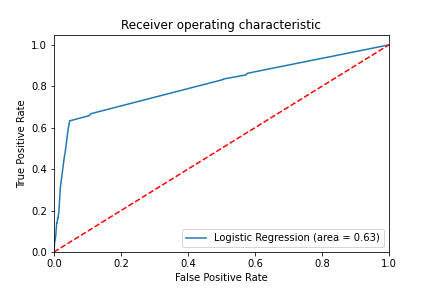 Receiver operating characteristic
True Positive Rate
1.0
0.8
0.6
0.4
0.2
0.0
Logistic Regression (area = 0.63)
0.0 0.2 0.4 0.6 0.8 1.0
False Positive Rate